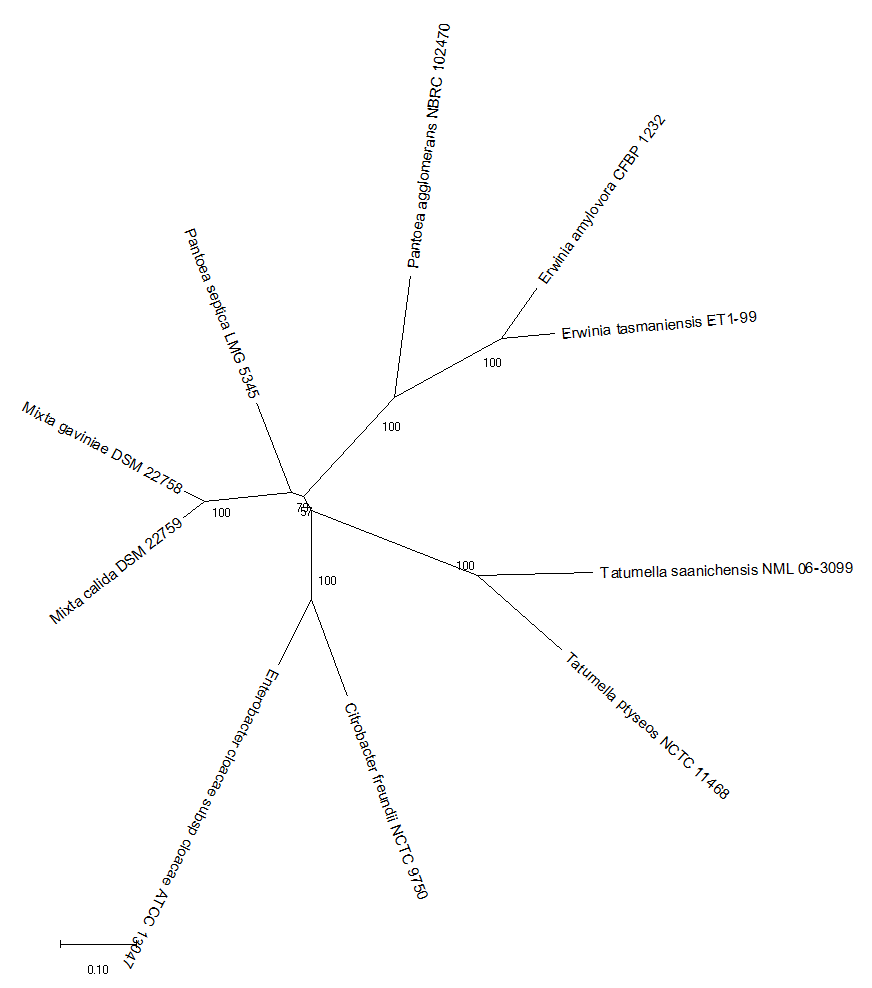 Pantoea agglomerans NBRC 102470
Erwinia amylovora CFBP 1232
Erwinia tasmaniensis ET1-99
100
100
Pantoea septica LMG 5345
Mixta gaviniae DSM 22758
100
Mixta calida DSM 22759
57
100
Tatumella saanichensis NML 06-3099
Tatumella ptyseos NCTC 11468
100
Citrobacter freundii NCTC 9750
Enterobacter cloacae subsp cloacae ATCC 13047
0.10